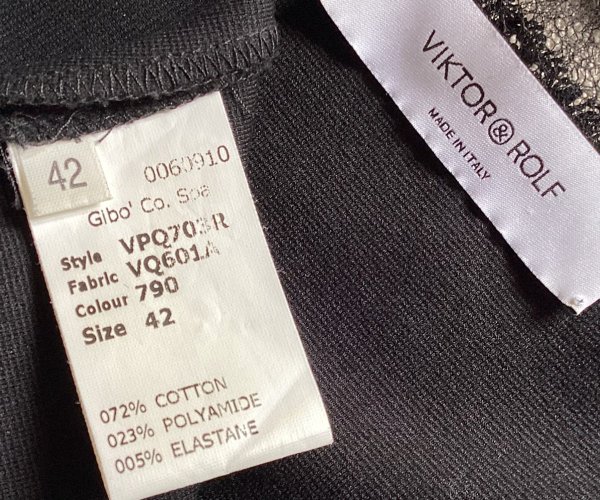 42
0060910
Gibo' Co. Spa
Style VPQ703R
Fabric VQ601A
Colour 790
Size 42
072% COTTON
023% POLYAMIDE
005% ELASTANE
VIKTOR & ROLF
MADE IN ITALY